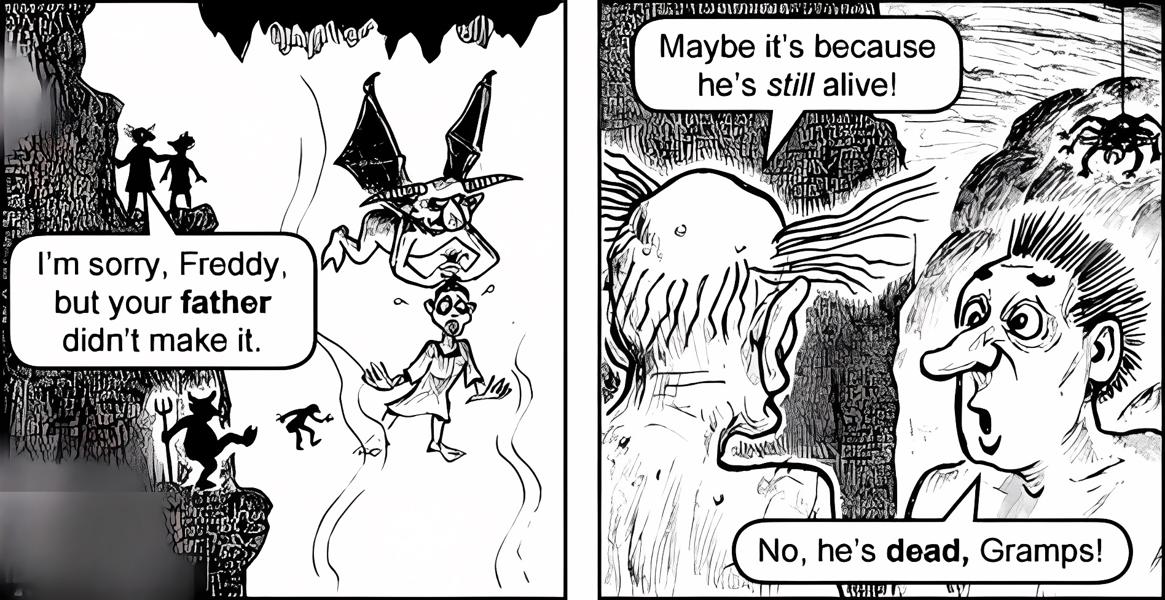 I'm sorry, Freddy,
but your father
didn't make it.
Maybe it's because
he's still alive!
No, he's dead, Gramps!